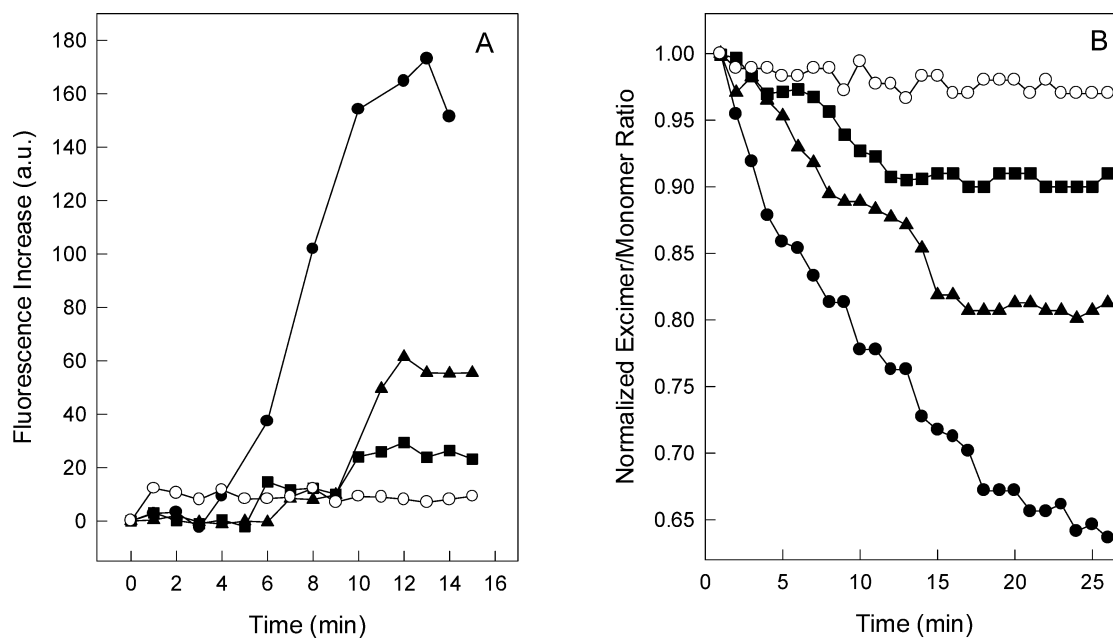 A
180
160
140
120
100
80
60
40
20
0
Fluorescence Increase (a.u.)
0 2 4 6 8 10 12 14 16
Time (min)
B
1.00
0.95
0.90
0.85
0.80
0.75
0.70
0.65
Normalized Excimer/Monomer Ratio
0 5 10 15 20 25
Time (min)